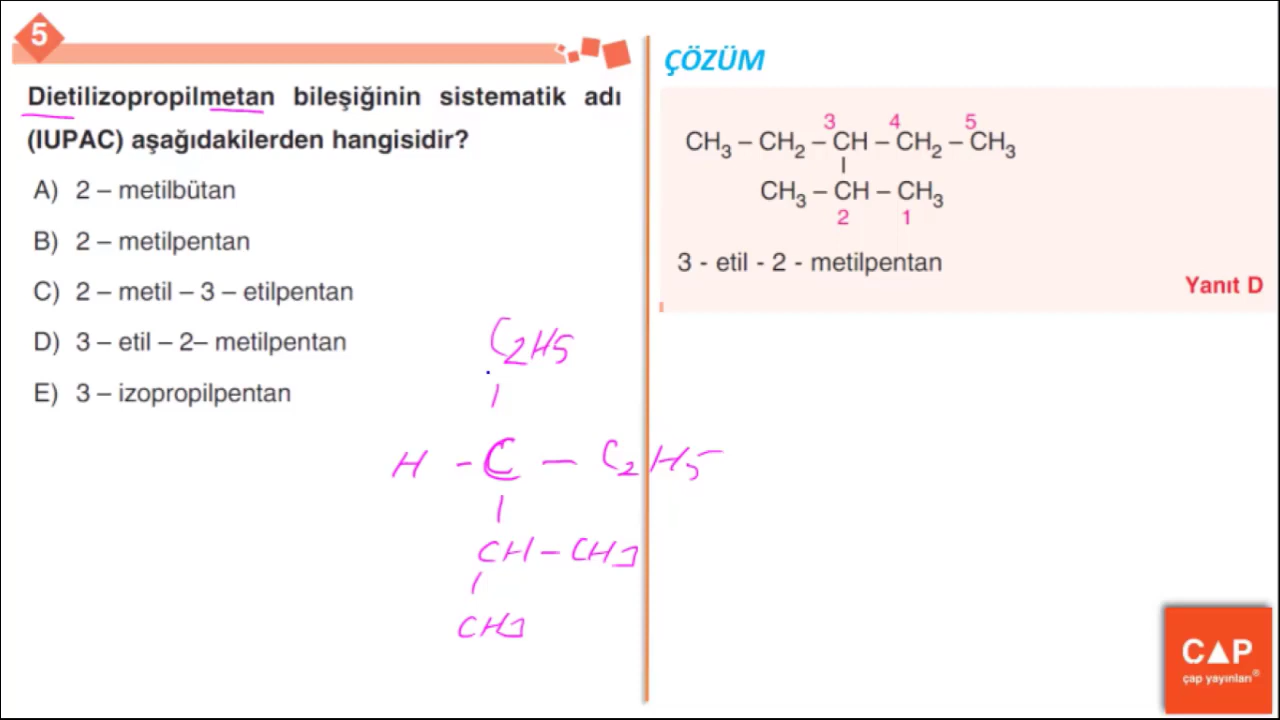 5
Dietilizopropilmetan bileşiğinin sistematik adı
(IUPAC) aşağıdakilerden hangisidir?
A) 2 – metilbütan
B) 2 – metilpentan
C) 2 – metil – 3 – etilpentan
D) 3 – etil – 2– metilpentan
E) 3 – izopropilpentan
C2H5
H - C - C2H5
CH - CH3
CH3
ÇÖZÜM
3 4 5
CH3 – CH2 – CH – CH2 – CH3
CH3 – CH – CH3
2 1
3 - etil - 2 - metilpentan
Yanıt D
CAP
çap yayınları®